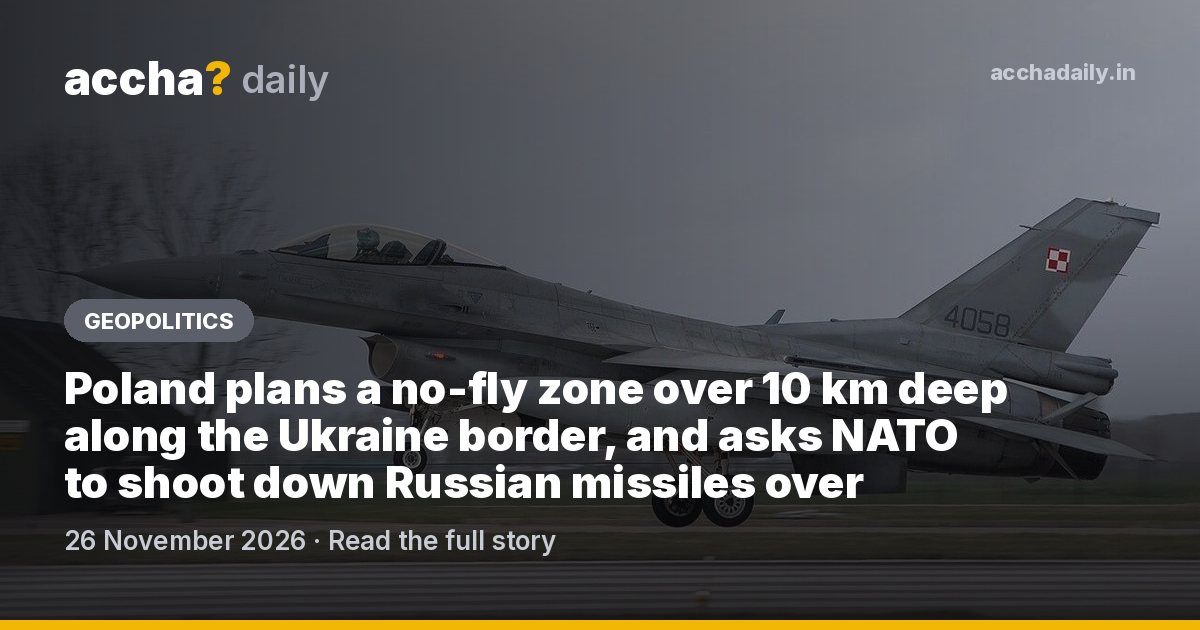 accha? daily
acchadaily.in
4058
GEOPOLITICS
Poland plans a no-fly zone over 10 km deep
along the Ukraine border, and asks NATO
to shoot down Russian missiles over
26 November 2026 · Read the full story